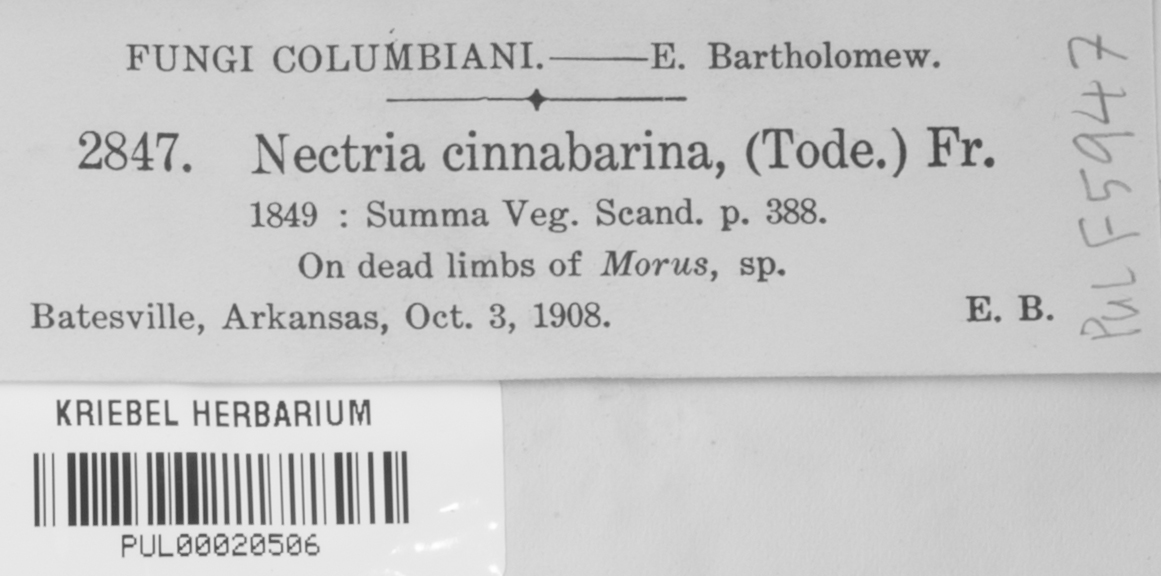 FUNGI COLUMBIANI.——E. Bartholomew.
2847. Nectria cinnabarina, (Tode.) Fr.
1849 : Summa Veg. Scand. p. 388.
On dead limbs of Morus, sp.
Batesville, Arkansas, Oct. 3, 1908. E. B.
PUL F5947
KRIEBEL HERBARIUM
PUL00020506